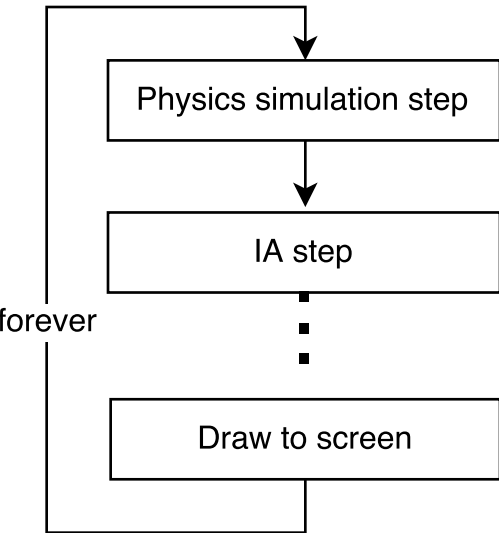 Physics simulation step
IA step
forever
Draw to screen